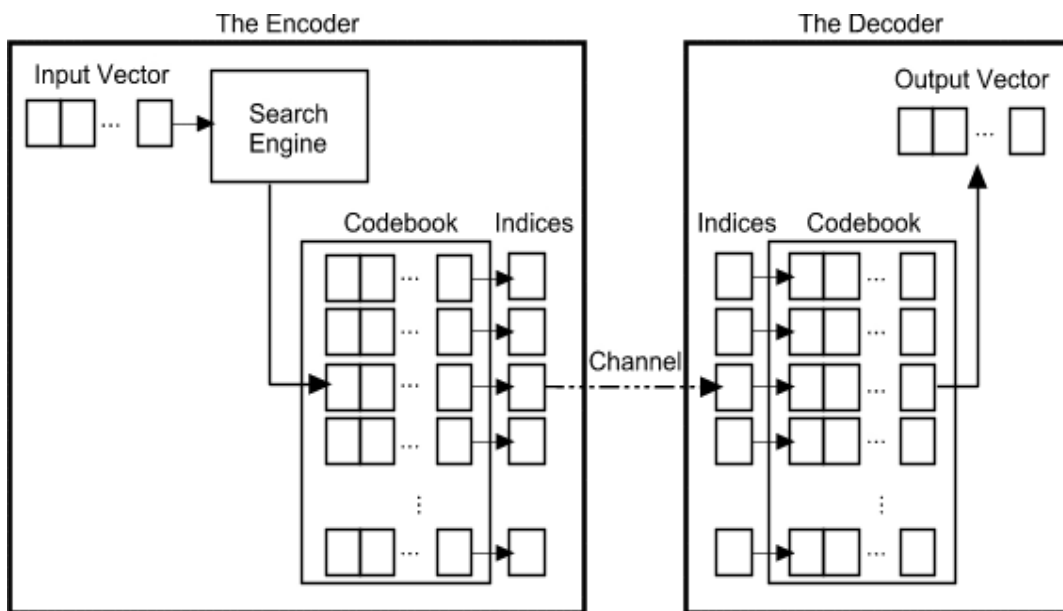 The Encoder
Input Vector
...
Search
Engine
Codebook
Indices
...
...
...
...
...
...
Channel
The Decoder
Output Vector
...
Indices
Codebook
...
...
...
...
...
...